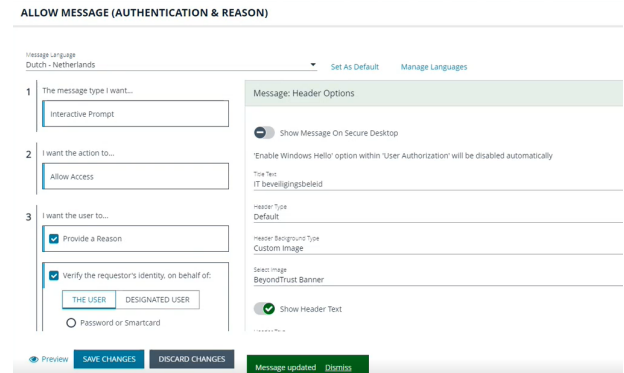 ALLOW MESSAGE (AUTHENTICATION & REASON)
Message Language
Dutch - Netherlands
Set As Default
Manage Languages
1
The message type I want...
Interactive Prompt
2
I want the action to...
Allow Access
3
I want the user to...
Provide a Reason
Verify the requestor's identity, on behalf of:
THE USER
DESIGNATED USER
Password or Smartcard
Message: Header Options
Show Message On Secure Desktop
'Enable Windows Hello' option within 'User Authorization' will be disabled automatically
Title Text
IT beveiligingsbeleid
Header Type
Default
Header Background Type
Custom Image
Select Image
BeyondTrust Banner
Show Header Text
Preview
SAVE CHANGES
DISCARD CHANGES
Message updated
Dismiss